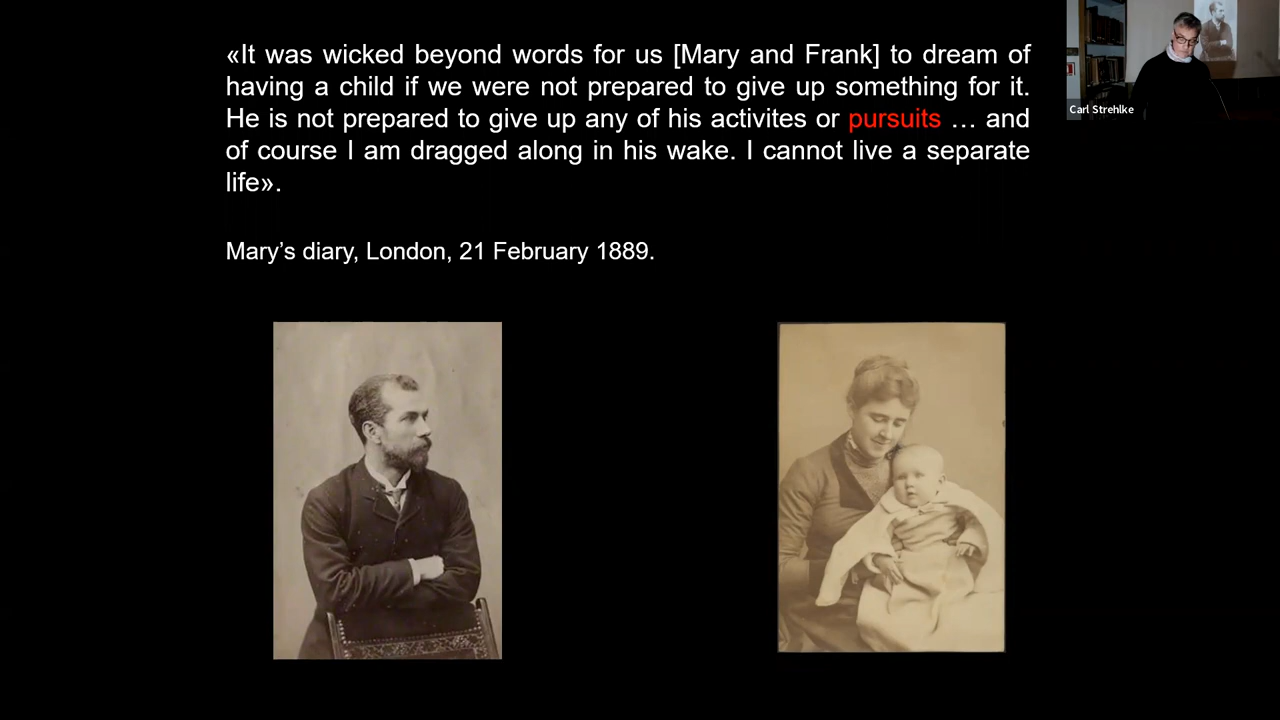 «It was wicked beyond words for us [Mary and Frank] to dream of
having a child if we were not prepared to give up something for it.
He is not prepared to give up any of his activites or pursuits … and
of course I am dragged along in his wake. I cannot live a separate
life».
Mary’s diary, London, 21 February 1889.
Carl Strehlke